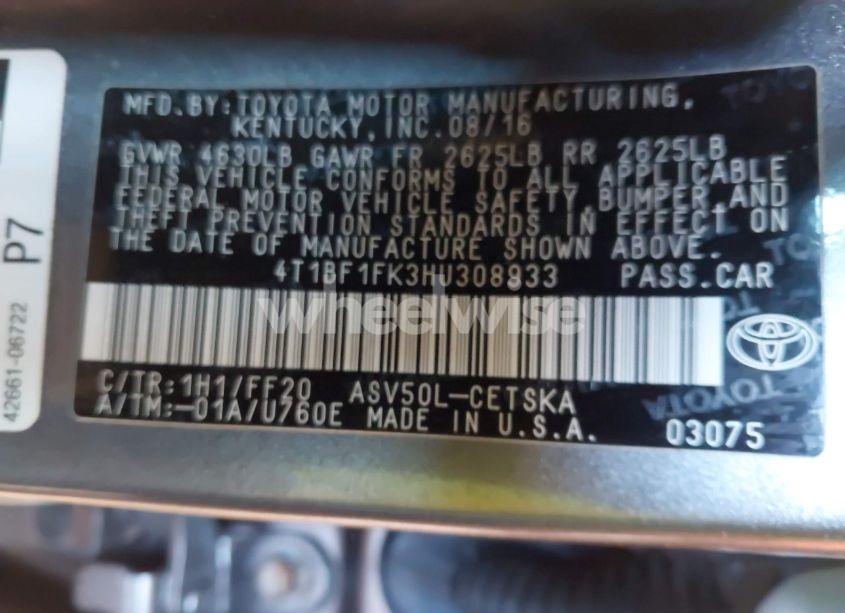 MFD.BY:TOYOTA MOTOR MANUFACTURING,
KENTUCKY,INC.08/16
GVWR 4630LB GAWR FR 2625LB RR 2625LB
THIS VEHICLE CONFORMS TO ALL APPLICABLE
FEDERAL MOTOR VEHICLE SAFETY,BUMPER,AND
THEFT PREVENTION STANDARDS IN EFFECT ON
THE DATE OF MANUFACTURE SHOWN ABOVE.
4T1BF1FK3HU308933 PASS.CAR
wheelwise
TOYOTA
C/TR:1H1/FF20 ASV50L-CETSKA
A/TM:-01A/U760E MADE IN U.S.A. 03075
TOYOTA
42661-06722
P7